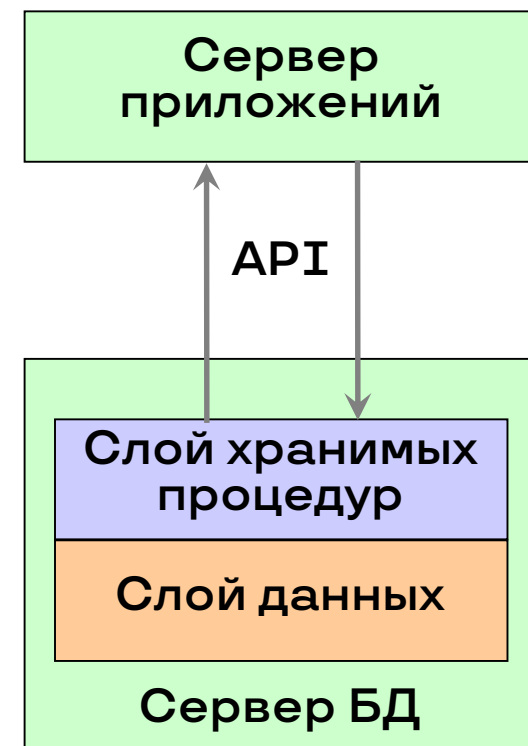 Сервер
приложений
API
Слой хранимых
процедур
Слой данных
Сервер БД